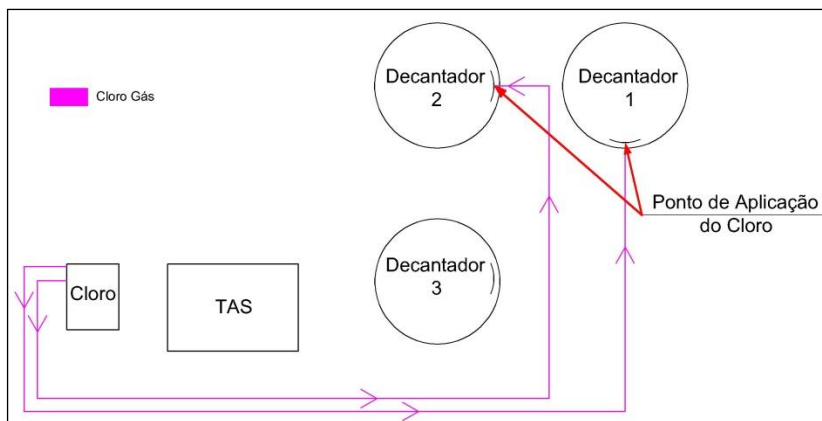 Decantador
2
Decantador
1
Cloro Gás
Ponto de Aplicação
do Cloro
Decantador
3
Cloro
TAS